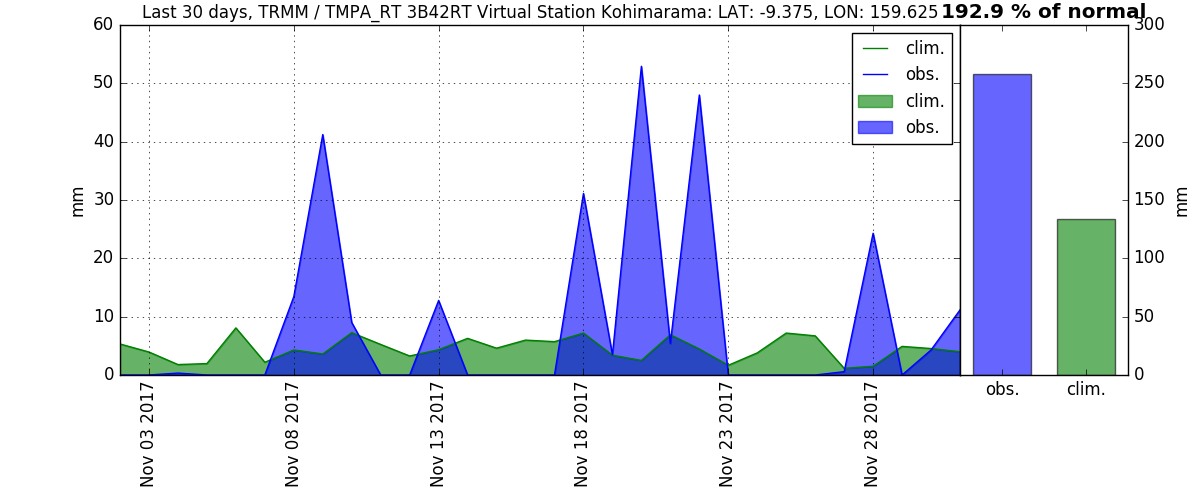 Last 30 days, TRMM / TMPA_RT 3B42RT Virtual Station Kohimarama: LAT: -9.375, LON: 159.625 192.9 % of normal
60
50
40
30
20
10
0
mm
clim.
obs.
clim.
obs.
Nov 03 2017
Nov 08 2017
Nov 13 2017
Nov 18 2017
Nov 23 2017
Nov 28 2017
300
250
200
150
100
50
0
mm
obs.
clim.